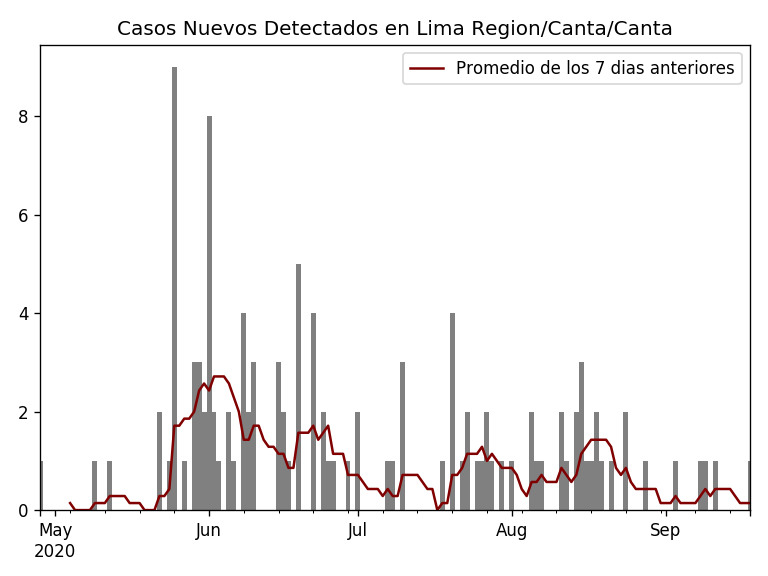 Casos Nuevos Detectados en Lima Region/Canta/Canta
Promedio de los 7 dias anteriores
8
6
4
2
0
May Jun Jul Aug Sep
2020